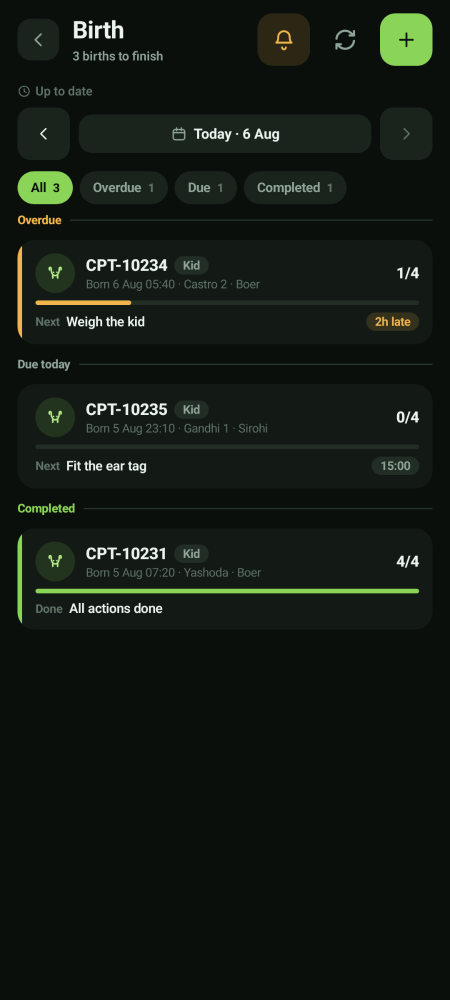 Birth
3 births to finish
Up to date
Today · 6 Aug
All 3
Overdue 1
Due 1
Completed 1
Overdue
CPT-10234 Kid
1/4
Born 6 Aug 05:40 · Castro 2 · Boer
Next Weigh the kid
2h late
Due today
CPT-10235 Kid
0/4
Born 5 Aug 23:10 · Gandhi 1 · Sirohi
Next Fit the ear tag
15:00
Completed
CPT-10231 Kid
4/4
Born 5 Aug 07:20 · Yashoda · Boer
Done All actions done